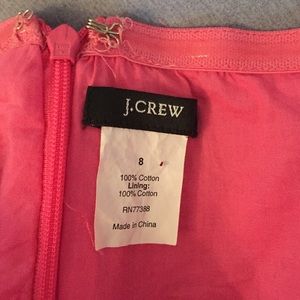 J.CREW
8
100% Cotton
Lining:
100% Cotton
RN77388
Made in China